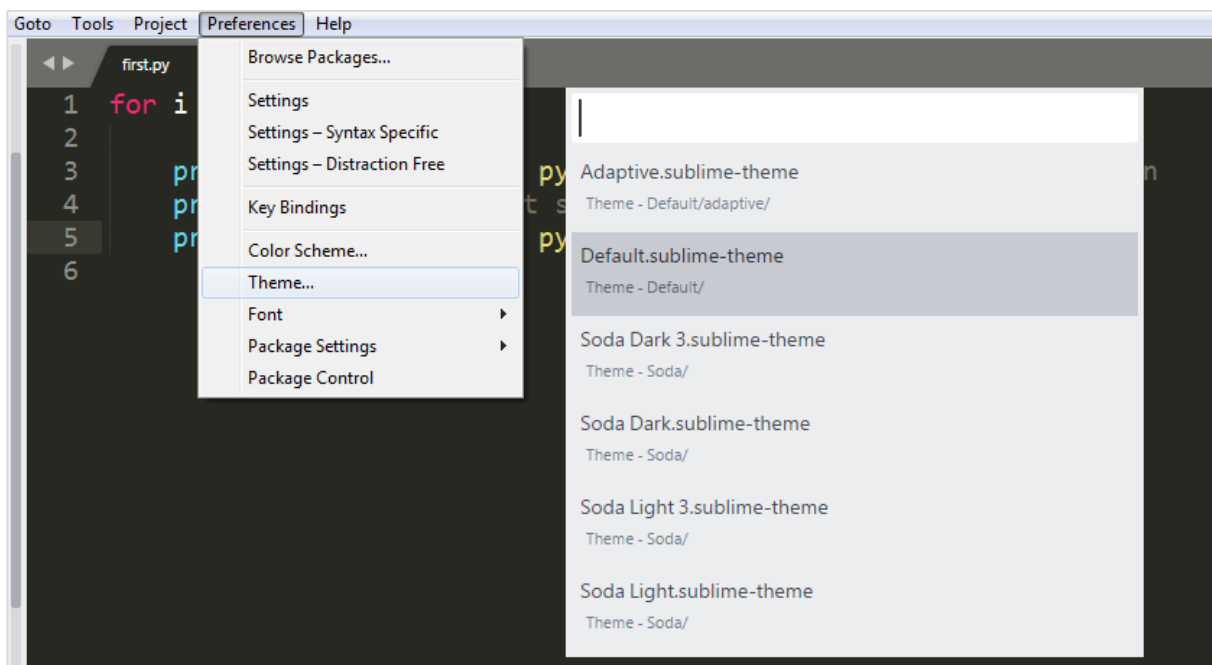 Goto Tools Project Preferences Help
first.py
Browse Packages...
Settings
Settings – Syntax Specific
Settings – Distraction Free
Key Bindings
Color Scheme...
Theme...
Font
Package Settings
Package Control
1 for i
2
3 pr py n
4 pr t s
5 pr py
6
Adaptive.sublime-theme
Theme - Default/adaptive/
Default.sublime-theme
Theme - Default/
Soda Dark 3.sublime-theme
Theme - Soda/
Soda Dark.sublime-theme
Theme - Soda/
Soda Light 3.sublime-theme
Theme - Soda/
Soda Light.sublime-theme
Theme - Soda/